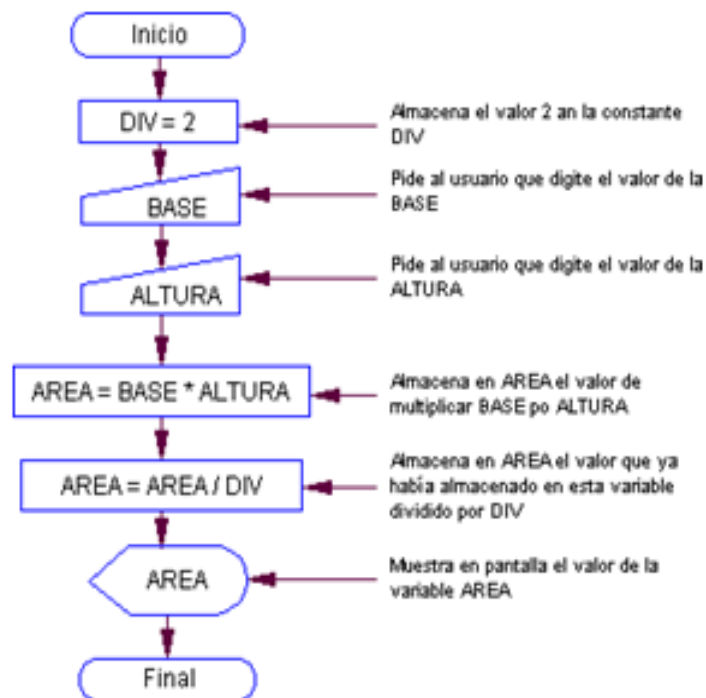 Inicio
DIV = 2
Almacena el valor 2 an la constante
DIV
BASE
Pide al usuario que digite el valor de la
BASE
ALTURA
Pide al usuario que digite el valor de la
ALTURA
AREA = BASE * ALTURA
Almacena en AREA el valor de
multiplicar BASE po ALTURA
AREA = AREA / DIV
Almacena en AREA el valor que ya
había almacenado en esta variable
dividido por DIV
AREA
Muestra en pantalla el valor de la
variable AREA
Final